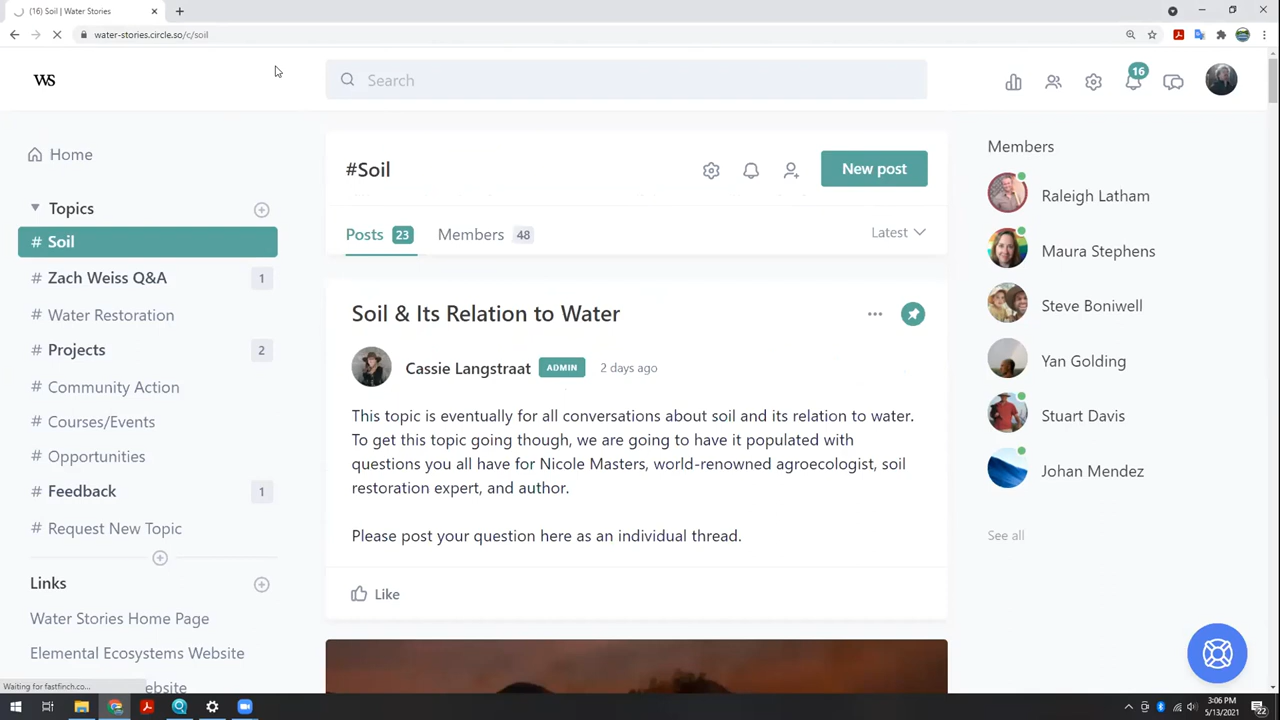 (16) Soil | Water Stories
water-stories.circle.so/c/soil
WS
Search
16
Home
Topics
# Soil
# Zach Weiss Q&A 1
# Water Restoration
# Projects 2
# Community Action
# Courses/Events
# Opportunities
# Feedback 1
# Request New Topic
Links
Water Stories Home Page
Elemental Ecosystems Website
ebsite
Waiting for fastfinch.co...
#Soil
New post
Posts 23 Members 48
Latest
Soil & Its Relation to Water
Cassie Langstraat ADMIN 2 days ago
This topic is eventually for all conversations about soil and its relation to water.
To get this topic going though, we are going to have it populated with
questions you all have for Nicole Masters, world-renowned agroecologist, soil
restoration expert, and author.
Please post your question here as an individual thread.
Like
Members
Raleigh Latham
Maura Stephens
Steve Boniwell
Yan Golding
Stuart Davis
Johan Mendez
See all
3:06 PM
5/13/2021
22